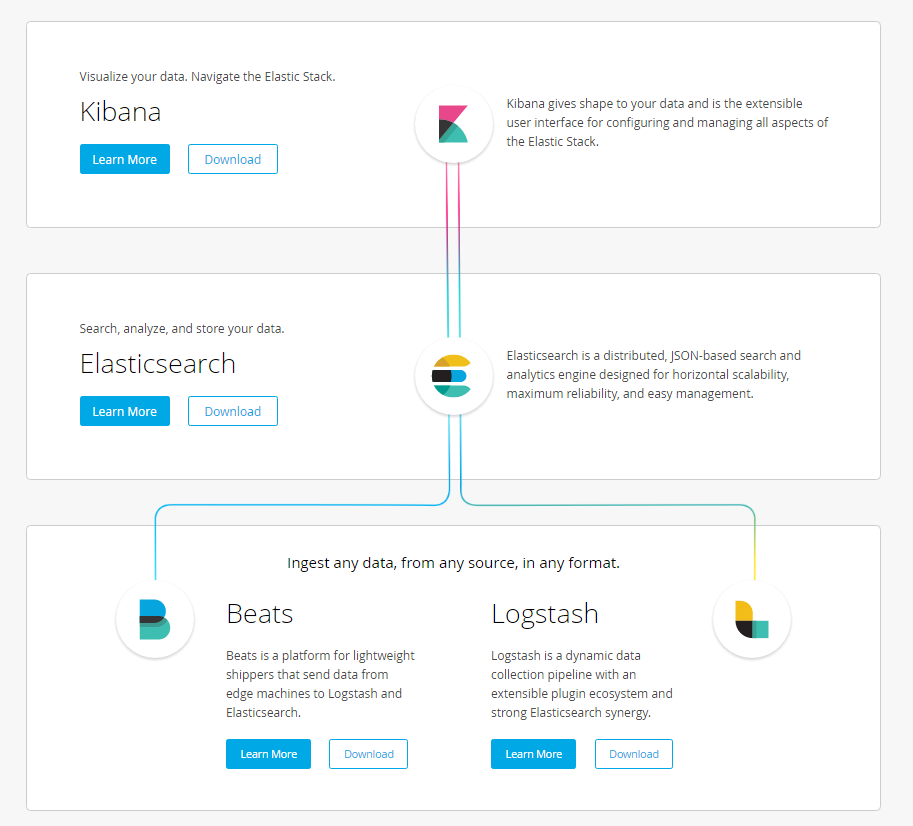 Visualize your data. Navigate the Elastic Stack.
Kibana
Learn More
Download
Kibana gives shape to your data and is the extensible
user interface for configuring and managing all aspects of
the Elastic Stack.
Search, analyze, and store your data.
Elasticsearch
Learn More
Download
Elasticsearch is a distributed, JSON-based search and
analytics engine designed for horizontal scalability,
maximum reliability, and easy management.
Ingest any data, from any source, in any format.
Beats
Beats is a platform for lightweight
shippers that send data from
edge machines to Logstash and
Elasticsearch.
Learn More
Download
Logstash
Logstash is a dynamic data
collection pipeline with an
extensible plugin ecosystem and
strong Elasticsearch synergy.
Learn More
Download